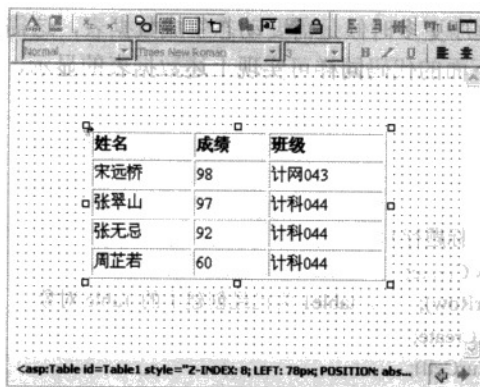 Normal
Times New Roman
3
B I U
姓名 成绩 班级
宋远桥 98 计网043
张翠山 97 计科044
张无忌 92 计科044
周芷若 60 计科044
<asp:Table id=Table1 style="Z-INDEX: 8; LEFT: 78px; POSITION: abs...